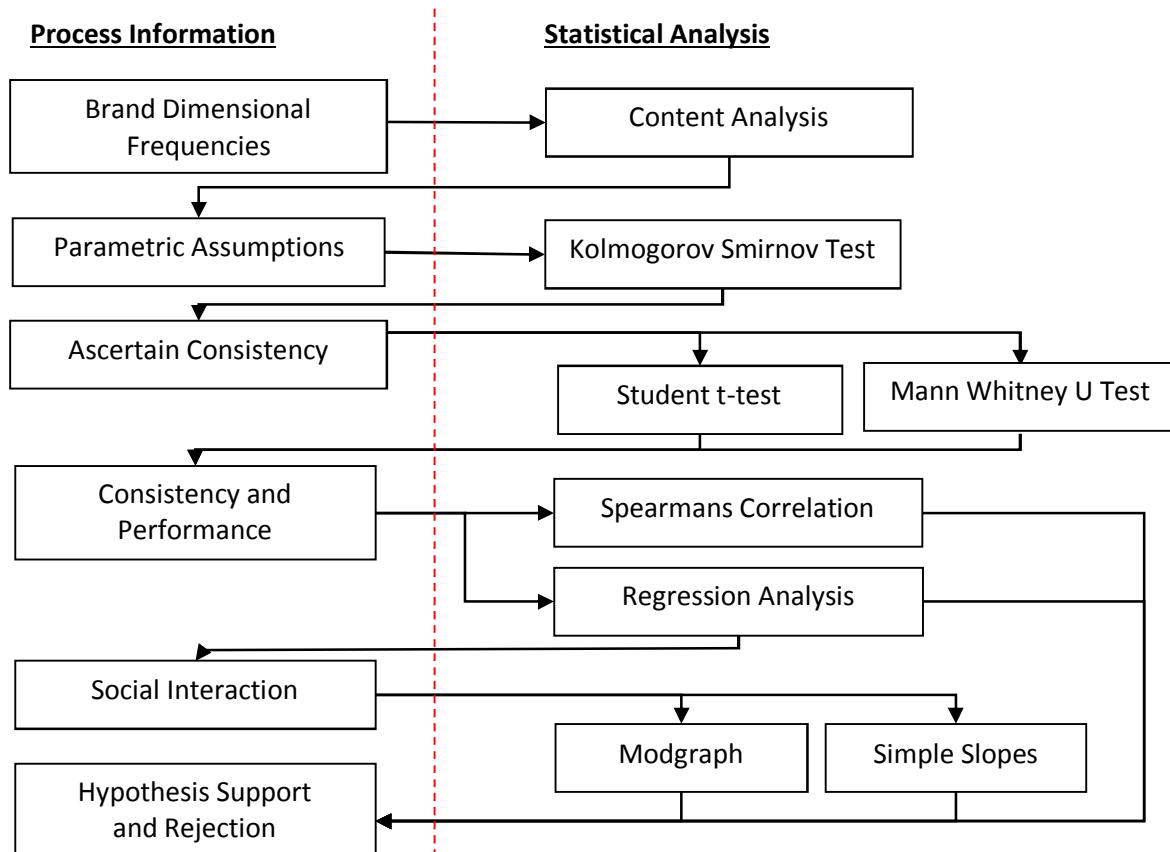 Process Information
Statistical Analysis
Brand Dimensional
Frequencies
Content Analysis
Parametric Assumptions
Kolmogorov Smirnov Test
Ascertain Consistency
Student t-test
Mann Whitney U Test
Consistency and
Performance
Spearmans Correlation
Regression Analysis
Social Interaction
Modgraph
Simple Slopes
Hypothesis Support
and Rejection